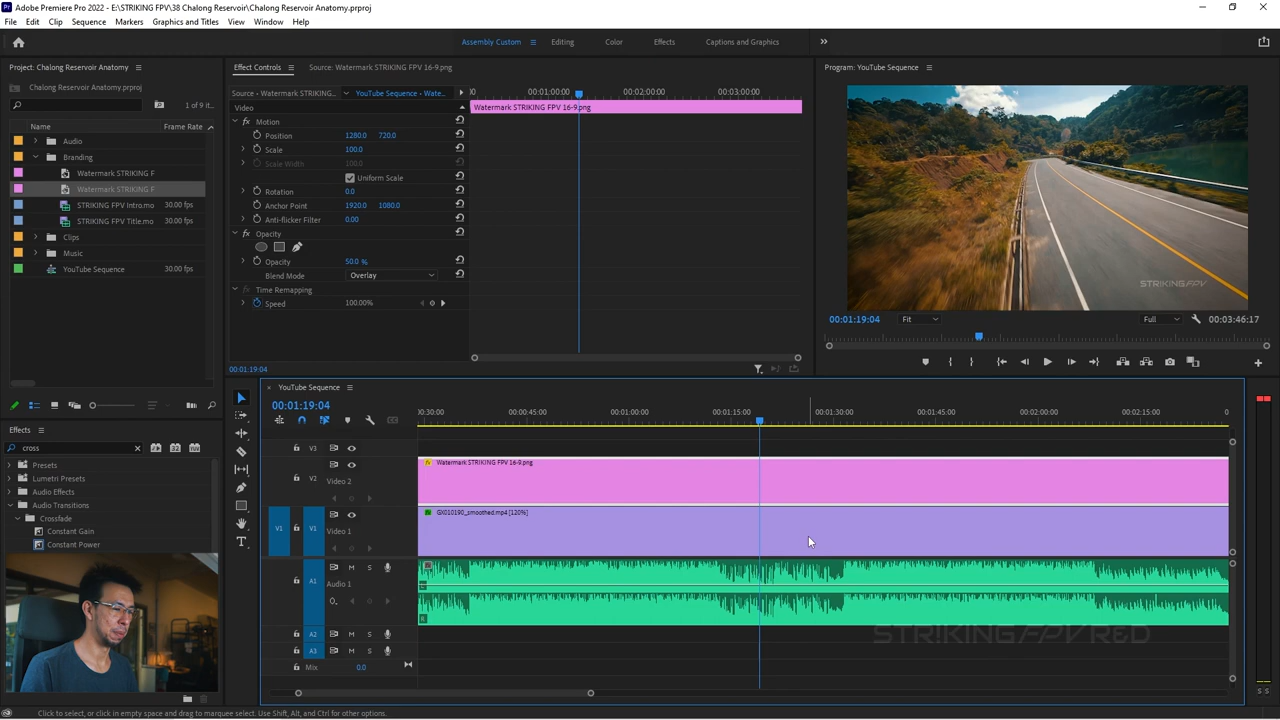 Adobe Premiere Pro 2022 - E:\STRIKING FPV\38 Chalong Reservoir\Chalong Reservoir Anatomy.prproj
File Edit Clip Sequence Markers Graphics and Titles View Window Help
Assembly Custom Editing Color Effects Captions and Graphics
Project: Chalong Reservoir Anatomy
Chalong Reservoir Anatomy.prproj
1 of 9 it...
Name Frame Rate
Audio
Branding
Watermark STRIKING F
Watermark STRIKING F
STRIKING FPV Intro.mo 30.00 fps
STRIKING FPV Title.mo 30.00 fps
Clips
Music
YouTube Sequence 30.00 fps
Effect Controls Source: Watermark STRIKING FPV 16-9.png
Source • Watermark STRIKING... YouTube Sequence • Wate...
00:01:00:00 00:02:00:00 00:03:00:00
Video Watermark STRIKING FPV 16-9.png
Motion
Position 1280.0 720.0
Scale 100.0
Scale Width 100.0
Uniform Scale
Rotation 0.0
Anchor Point 1920.0 1080.0
Anti-flicker Filter 0.00
Opacity
Opacity 50.0 %
Blend Mode Overlay
Time Remapping
Speed 100.00%
00:01:19:04
Program: YouTube Sequence
STRIKING FPV
00:01:19:04 Fit Full 00:03:46:17
YouTube Sequence
00:01:19:04
:00:30:00 00:00:45:00 00:01:00:00 00:01:15:00 00:01:30:00 00:01:45:00 00:02:00:00 00:02:15:00 0
V3
V2 Video 2
Watermark STRIKING FPV 16-9.png
V1 V1 Video 1
GX010190_smoothed.mp4 [120%]
A1 M S Audio 1
L
R
A2 M S
A3 M S
Mix 0.0
STRIKING FPV R&D
S S
Effects
cross
Presets
Lumetri Presets
Audio Effects
Audio Transitions
Crossfade
Constant Gain
Constant Power
Click to select, or click in empty space and drag to marquee select. Use Shift, Alt, and Ctrl for other options.